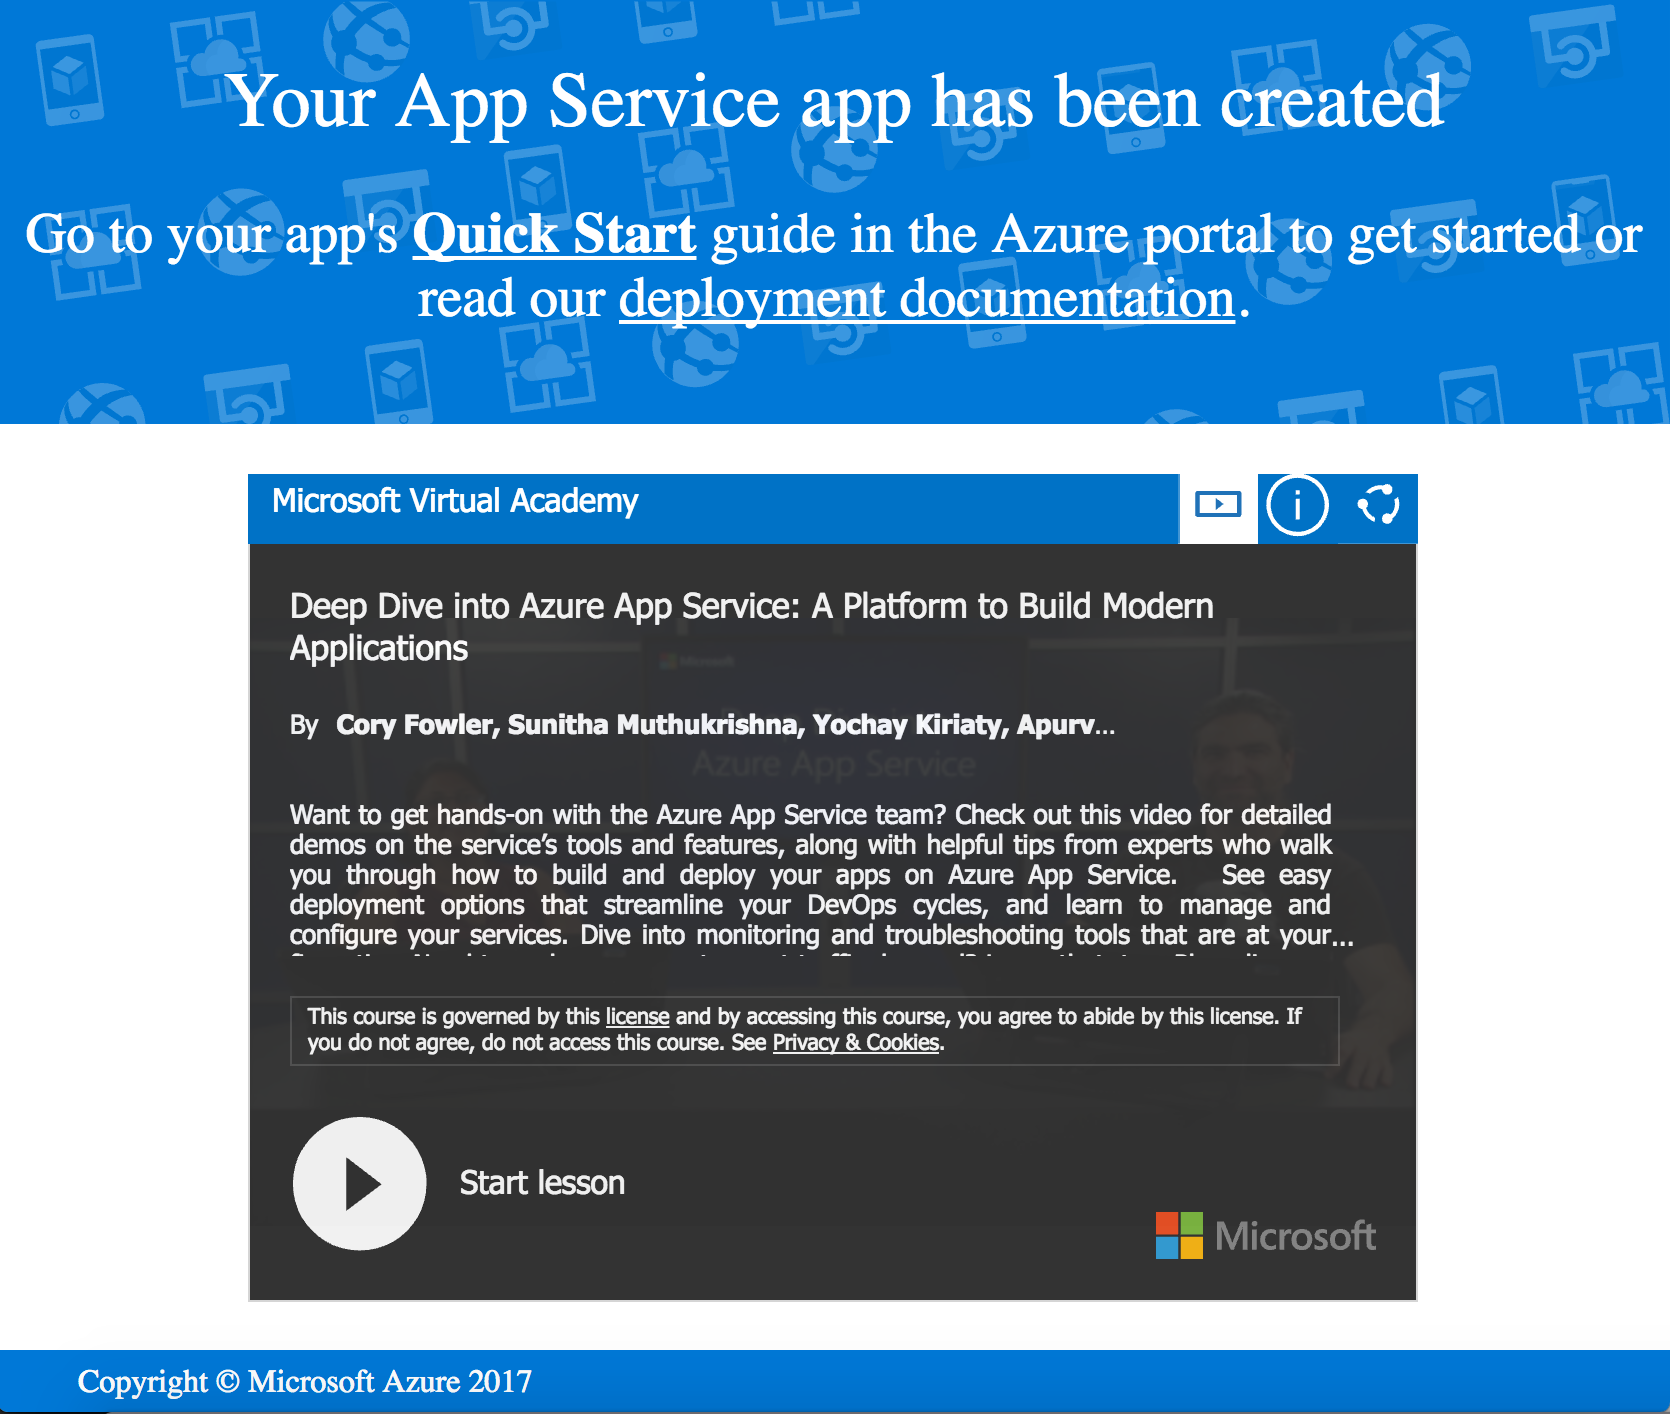 Your App Service app has been created
Go to your app's Quick Start guide in the Azure portal to get started or
read our deployment documentation.
Microsoft Virtual Academy
Deep Dive into Azure App Service: A Platform to Build Modern
Applications
Microsoft
By Cory Fowler, Sunitha Muthukrishna, Yochay Kiriaty, Apurv...
Azure App Service
Want to get hands-on with the Azure App Service team? Check out this video for detailed
demos on the service’s tools and features, along with helpful tips from experts who walk
you through how to build and deploy your apps on Azure App Service. See easy
deployment options that streamline your DevOps cycles, and learn to manage and
configure your services. Dive into monitoring and troubleshooting tools that are at your...
This course is governed by this license and by accessing this course, you agree to abide by this license. If
you do not agree, do not access this course. See Privacy & Cookies.
Start lesson
Microsoft
Copyright © Microsoft Azure 2017